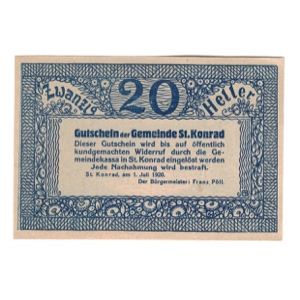 Zwanzig 20 Heller
Gutschein der Gemeinde St. Konrad
Dieser Gutschein wird bis auf öffentlich
kundgemachten Widerruf durch die Ge-
meindekassa in St. Konrad eingelöst werden
Jede Nachahmung wird bestraft.
St. Konrad, am 1. Juli 1920.
Der Bürgermeister: Franz Pöll.